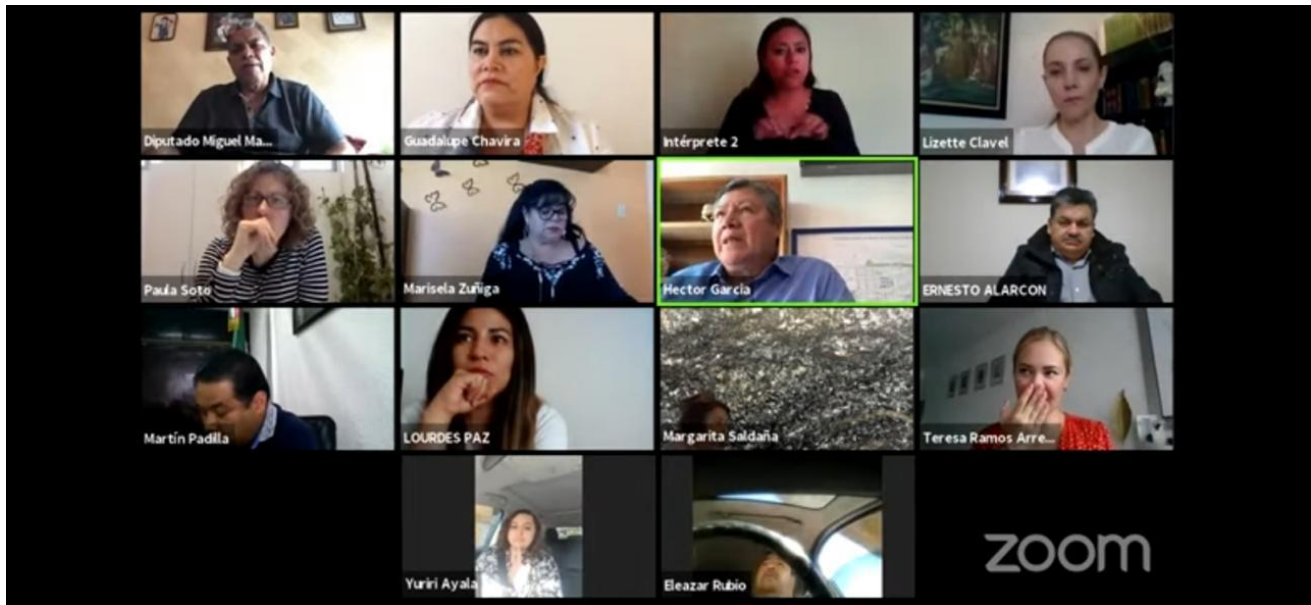 Diputado Miguel Ma...
Guadalupe Chavira
Intérprete 2
Lizette Clavel
Paula Soto
Marisela Zuñiga
Hector Garcia
ERNESTO ALARCON
Martín Padilla
LOURDES PAZ
Margarita Saldaña
Teresa Ramos Arre...
Yuriri Ayala
Eleazar Rubio
zoom